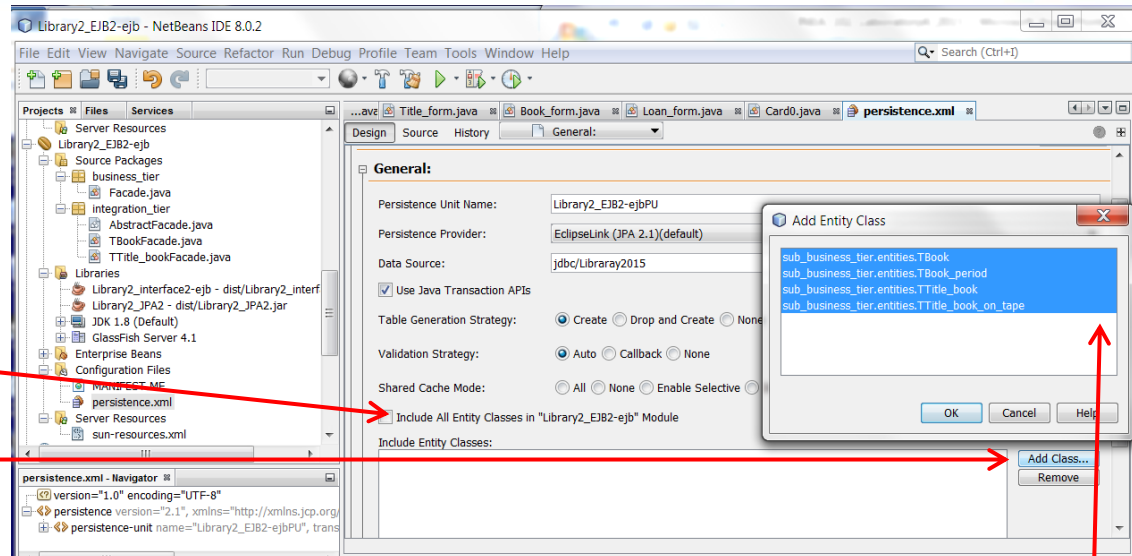 Library2_EJB2-ejb - NetBeans IDE 8.0.2
File Edit View Navigate Source Refactor Run Debug Profile Team Tools Window Help
Search (Ctrl+I)
Projects Files Services
Server Resources
Library2_EJB2-ejb
Source Packages
business_tier
Facade.java
integration_tier
AbstractFacade.java
TBookFacade.java
TTitle_bookFacade.java
Libraries
Library2_interface2-ejb - dist/Library2_interf
Library2_JPA2 - dist/Library2_JPA2.jar
JDK 1.8 (Default)
GlassFish Server 4.1
Enterprise Beans
Configuration Files
MANIFEST.MF
persistence.xml
Server Resources
sun-resources.xml
persistence.xml - Navigator
version="1.0" encoding="UTF-8"
persistence version="2.1", xmlns="http://xmlns.jcp.org/
persistence-unit name="Library2_EJB2-ejbPU", trans
...ava Title_form.java Book_form.java Loan_form.java Card0.java persistence.xml
Design Source History General:
General:
Persistence Unit Name: Library2_EJB2-ejbPU
Persistence Provider: EclipseLink (JPA 2.1)(default)
Data Source: jdbc/Libraray2015
Use Java Transaction APIs
Table Generation Strategy: Create Drop and Create None
Validation Strategy: Auto Callback None
Shared Cache Mode: All None Enable Selective
Include All Entity Classes in "Library2_EJB2-ejb" Module
Include Entity Classes:
Add Class...
Remove
Add Entity Class
sub_business_tier.entities.TBook
sub_business_tier.entities.TBook_period
sub_business_tier.entities.TTitle_book
sub_business_tier.entities.TTitle_book_on_tape
OK Cancel Help